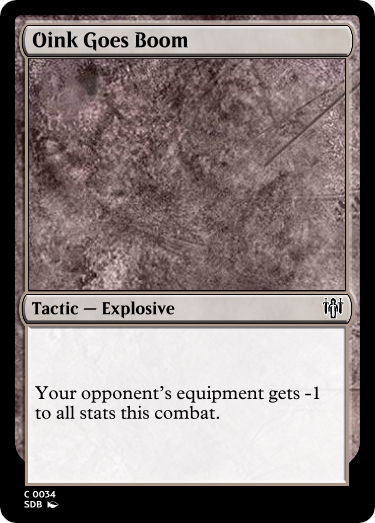 Oink Goes Boom
Tactic — Explosive
Your opponent's equipment gets -1
to all stats this combat.
C 0034
SDB